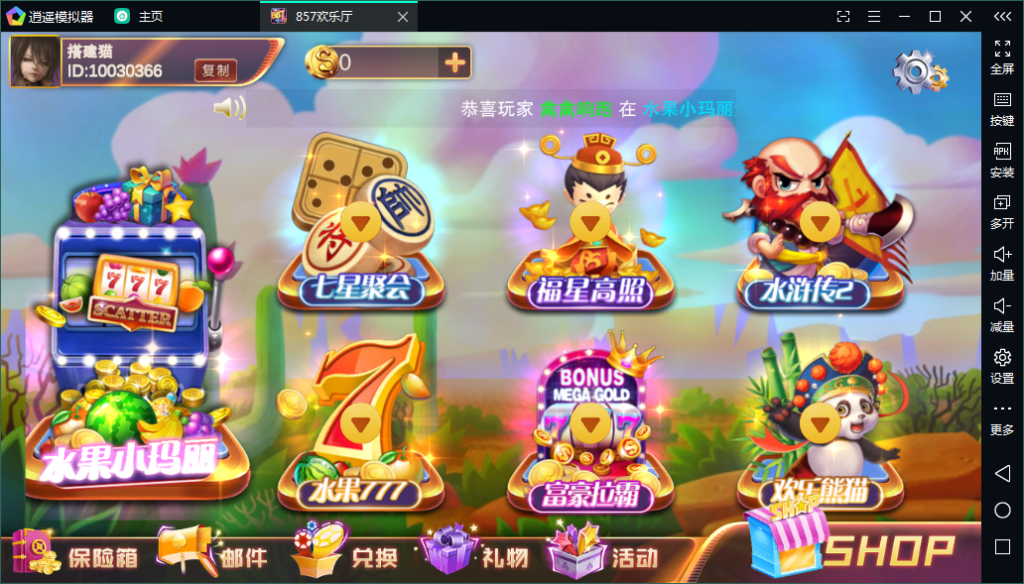 逍遥模拟器 主页 857欢乐厅
搭建猫
ID:10030366 复制
0
恭喜玩家 禽禽响跑 在 水果小玛丽
全屏
按键
APK
安装
多开
加量
减量
设置
更多
777
SCATTER
水果小玛丽
七星聚会
福星高照
水浒传2
水果777
BONUS
MEGA GOLD
富豪拉霸
欢乐熊猫
保险箱 邮件 兑换 礼物 活动 SHOP
SHOP